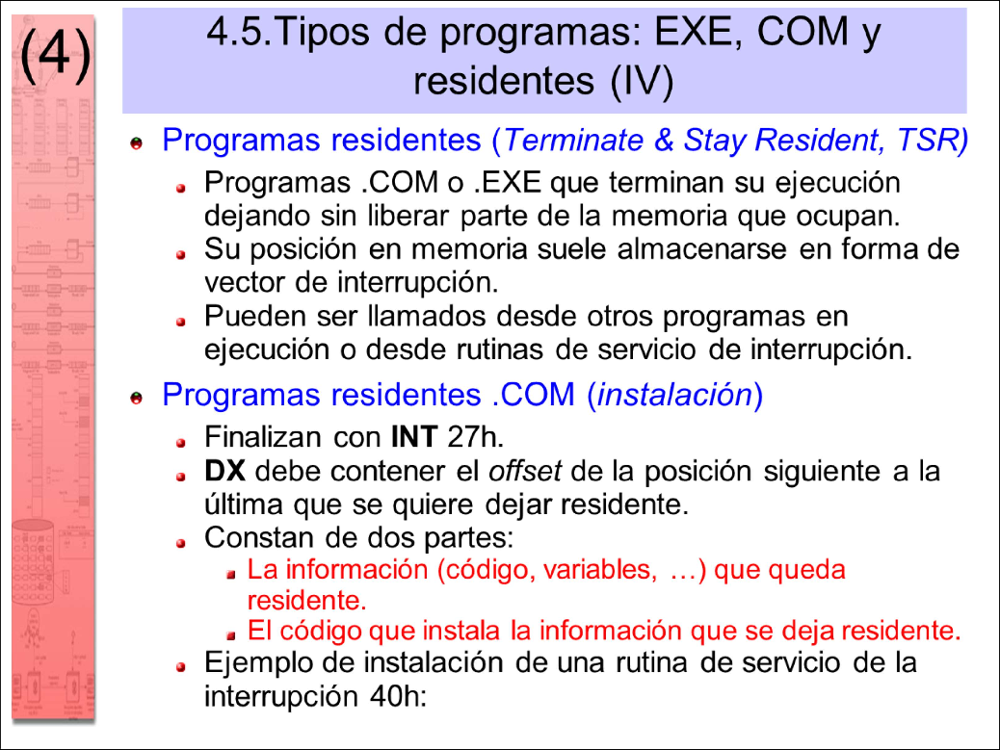 (4)
4.5.Tipos de programas: EXE, COM y
residentes (IV)
Programas residentes (Terminate & Stay Resident, TSR)
Programas .COM o .EXE que terminan su ejecución
dejando sin liberar parte de la memoria que ocupan.
Su posición en memoria suele almacenarse en forma de
vector de interrupción.
Pueden ser llamados desde otros programas en
ejecución o desde rutinas de servicio de interrupción.
Programas residentes .COM (instalación)
Finalizan con INT 27h.
DX debe contener el offset de la posición siguiente a la
última que se quiere dejar residente.
Constan de dos partes:
La información (código, variables, …) que queda
residente.
El código que instala la información que se deja residente.
Ejemplo de instalación de una rutina de servicio de la
interrupción 40h: